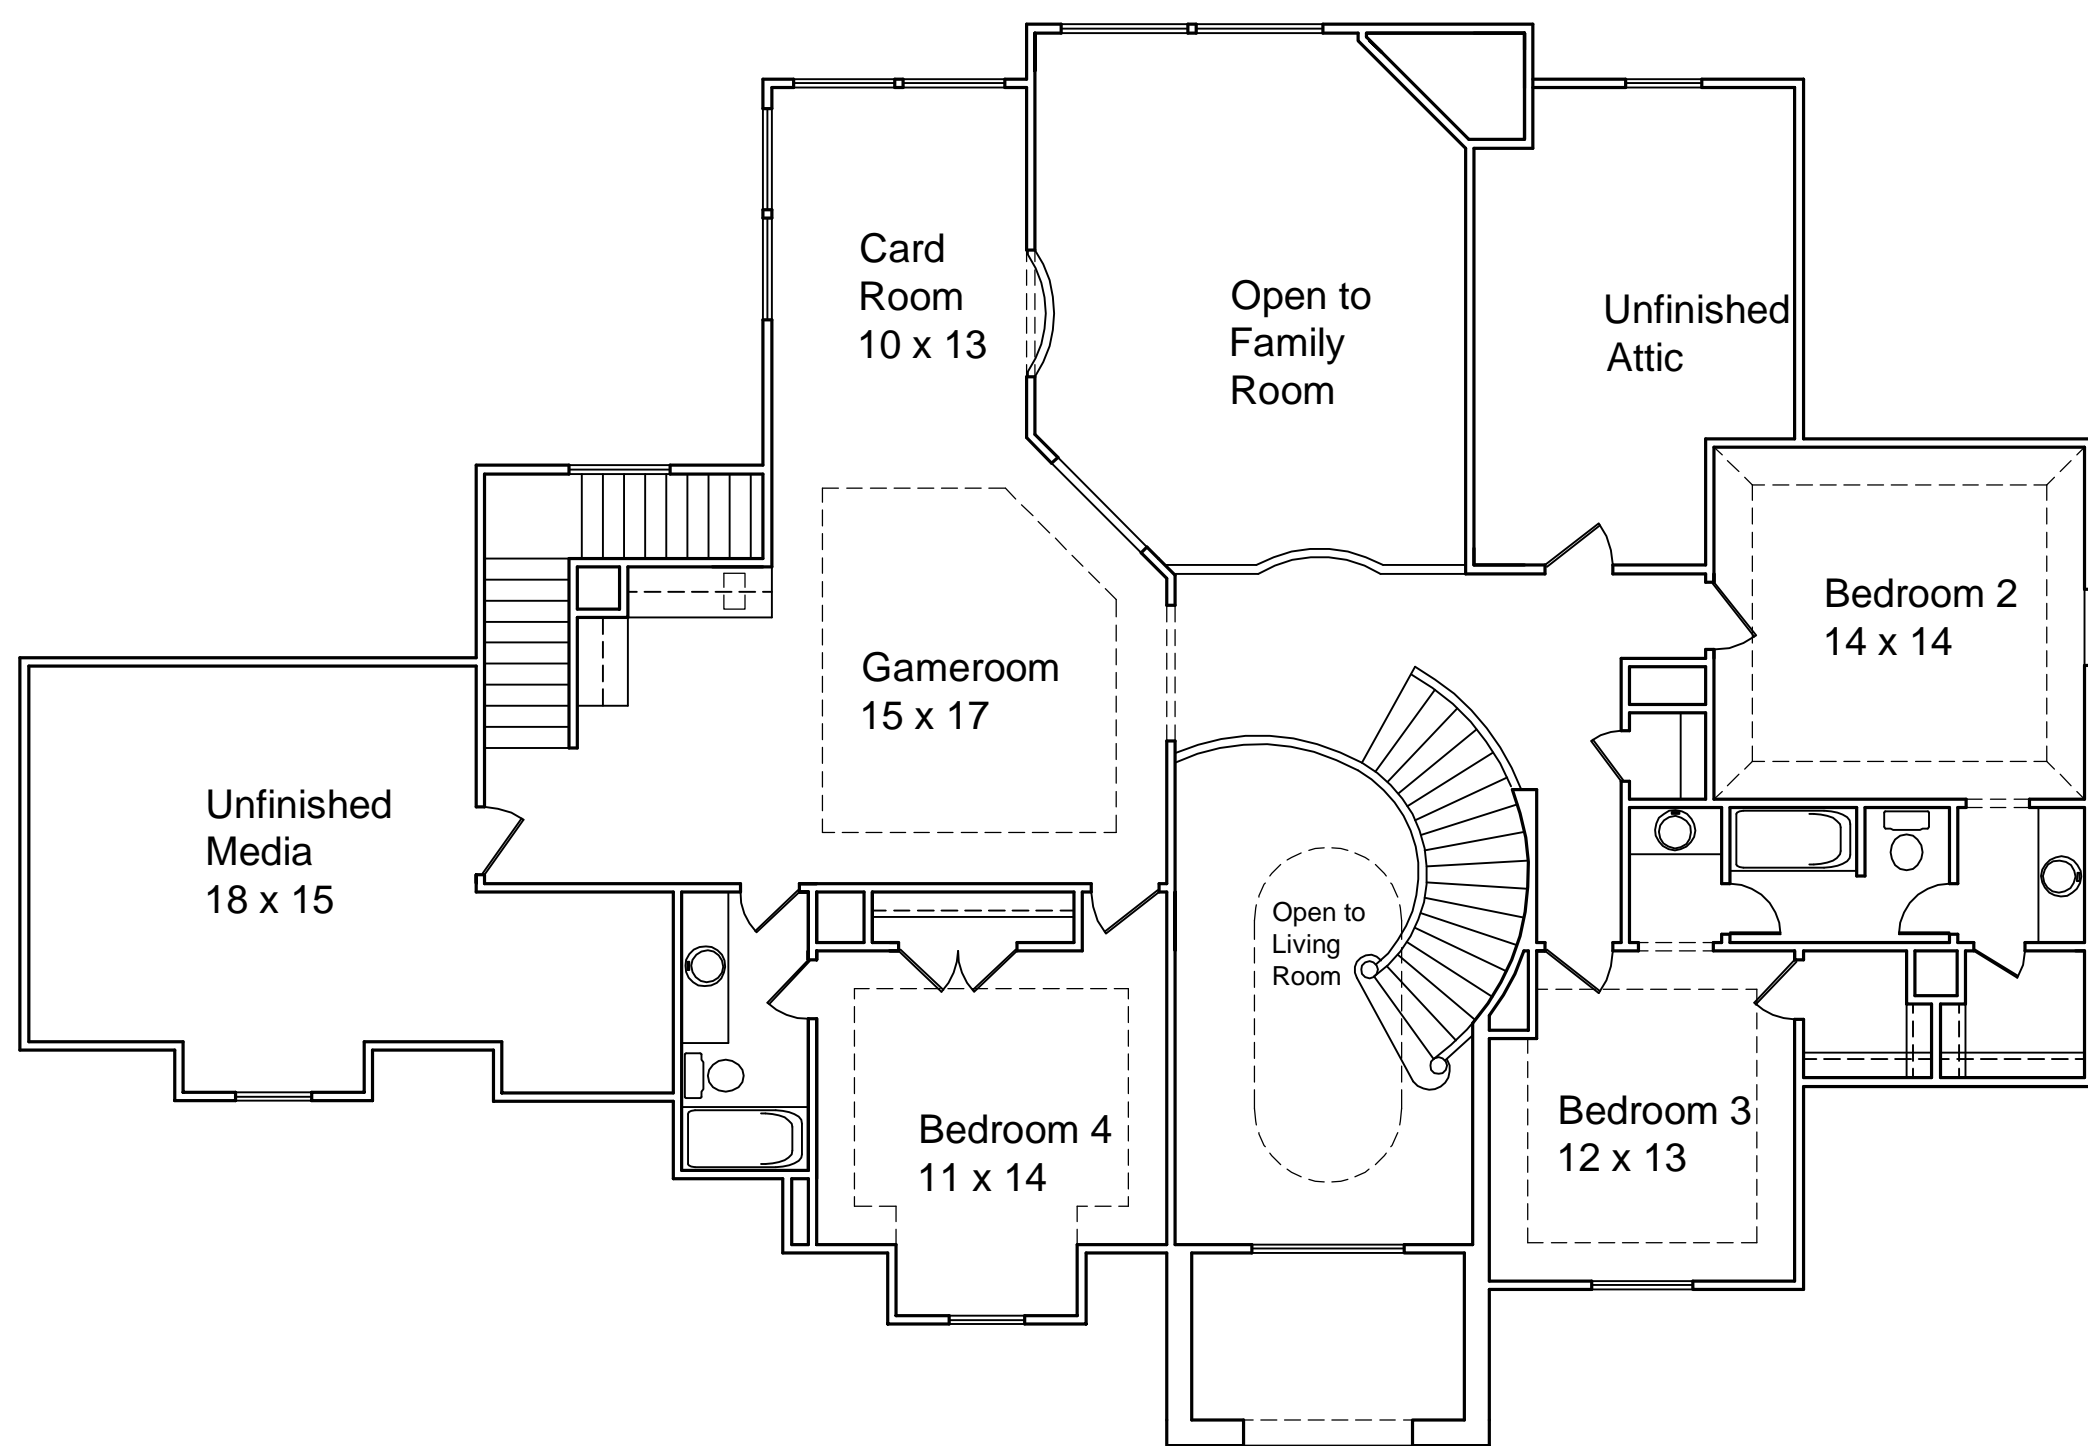 Card
Room
10 x 13
Open to
Family
Room
Unfinished
Attic
Bedroom 2
14 x 14
Gameroom
15 x 17
Unfinished
Media
18 x 15
Open to
Living
Room
Bedroom 4
11 x 14
Bedroom 3
12 x 13